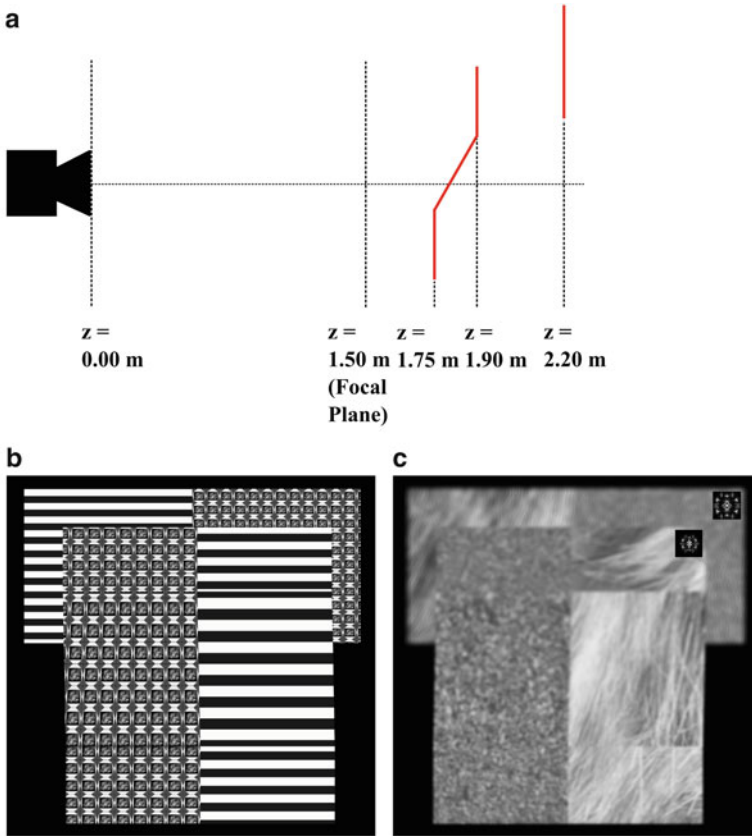 a
z = z = z = z = z =
0.00 m 1.50 m 1.75 m 1.90 m 2.20 m
(Focal
Plane)
b c